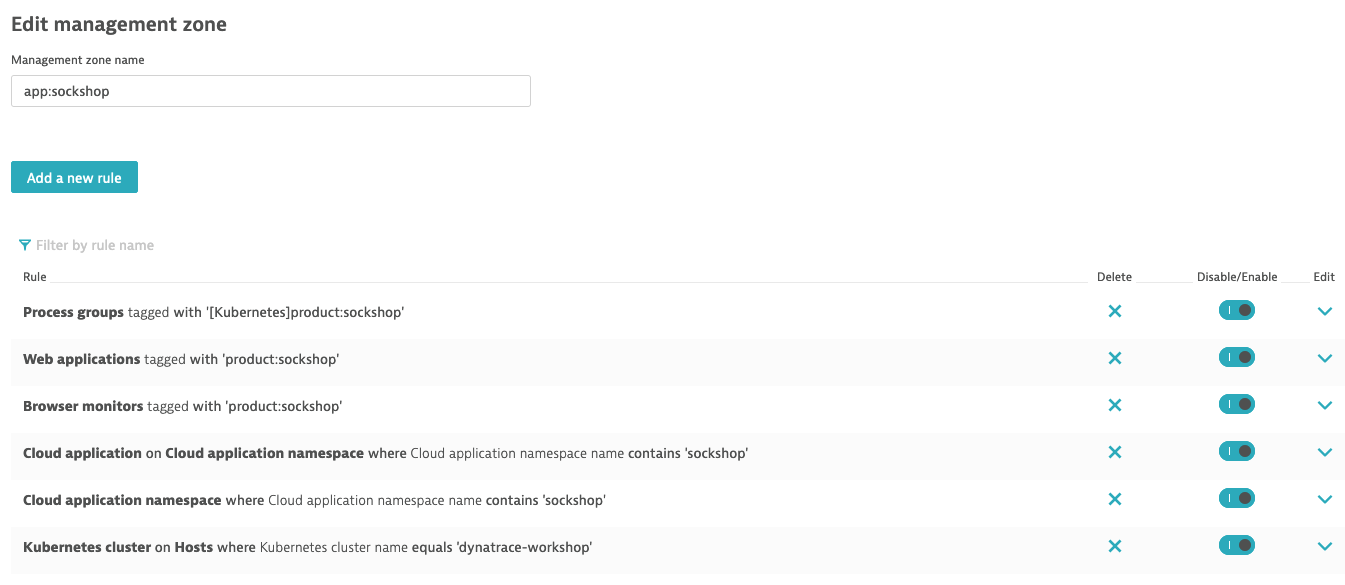 Edit management zone
Management zone name
app:sockshop
Add a new rule
Filter by rule name
Rule Delete Disable/Enable Edit
Process groups tagged with '[Kubernetes]product:sockshop'
Web applications tagged with 'product:sockshop'
Browser monitors tagged with 'product:sockshop'
Cloud application on Cloud application namespace where Cloud application namespace name contains 'sockshop'
Cloud application namespace where Cloud application namespace name contains 'sockshop'
Kubernetes cluster on Hosts where Kubernetes cluster name equals 'dynatrace-workshop'